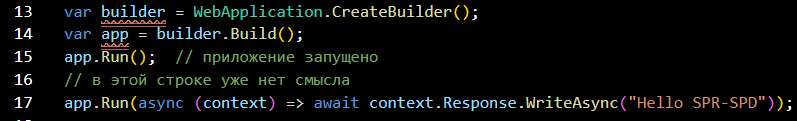 13 var builder = WebApplication.CreateBuilder();
14 var app = builder.Build();
15 app.Run();  // приложение запущено
16 // в этой строке уже нет смысла
17 app.Run(async (context) => await context.Response.WriteAsync("Hello SPR-SPD"));